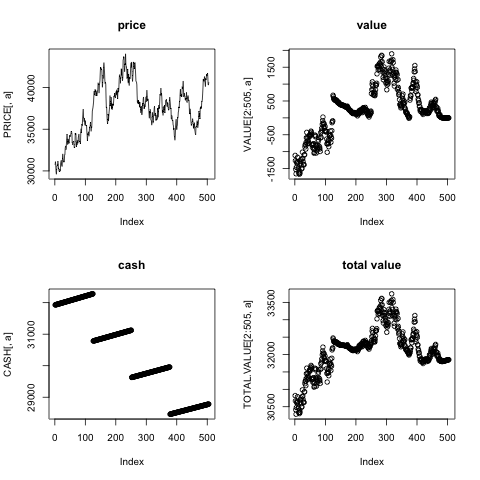 price
PRICE[, a]
30000 35000 40000
0 100 200 300 400 500
Index
value
VALUE[2:505, a]
-1500 -500 500 1500
0 100 200 300 400 500
Index
cash
CASH[, a]
29000 31000
0 100 200 300 400 500
Index
total value
TOTAL.VALUE[2:505, a]
30500 32000 33500
0 100 200 300 400 500
Index